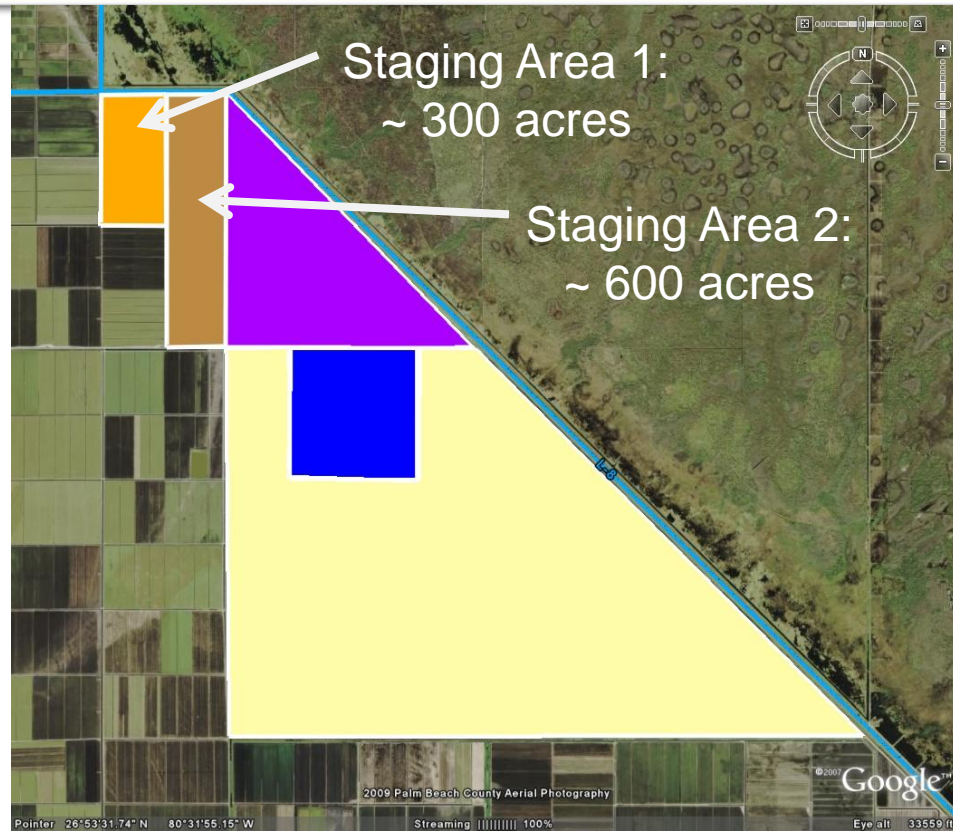 N
Staging Area 1:
~ 300 acres
Staging Area 2:
~ 600 acres
L-8
©2007 Google™
2009 Palm Beach County Aerial Photography
Pointer 26°53'31.74" N 80°31'55.15" W
Streaming ||||||||| 100%
Eye alt 33559 ft